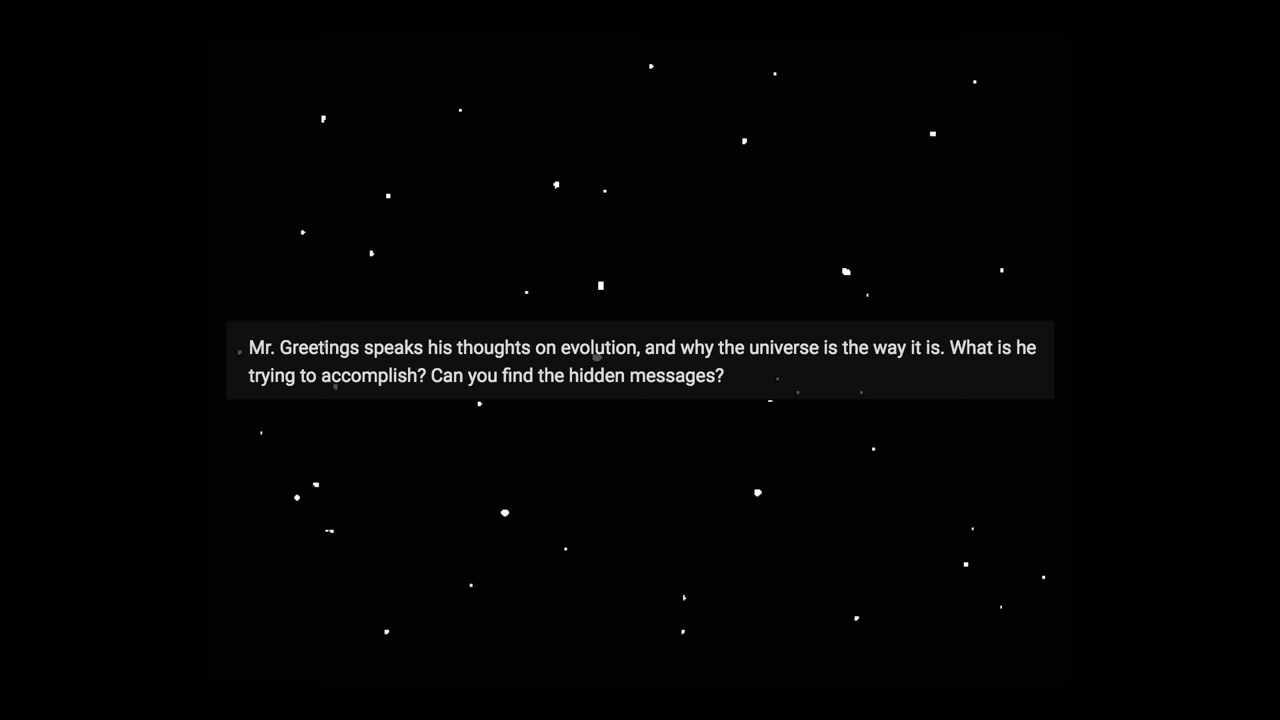 Mr. Greetings speaks his thoughts on evolution, and why the universe is the way it is. What is he
trying to accomplish? Can you find the hidden messages?